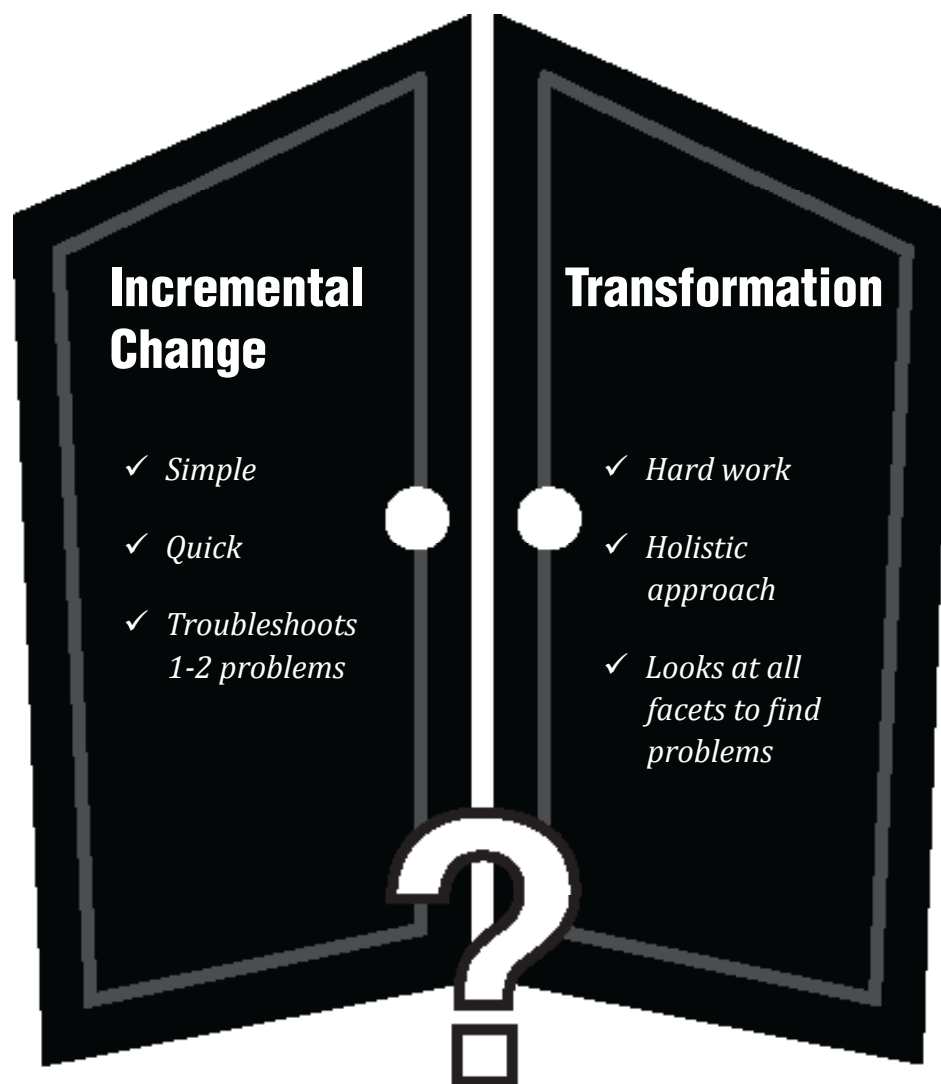 Incremental
Change
✓ Simple
✓ Quick
✓ Troubleshoots
1-2 problems
Transformation
✓ Hard work
✓ Holistic
approach
✓ Looks at all
facets to find
problems
?